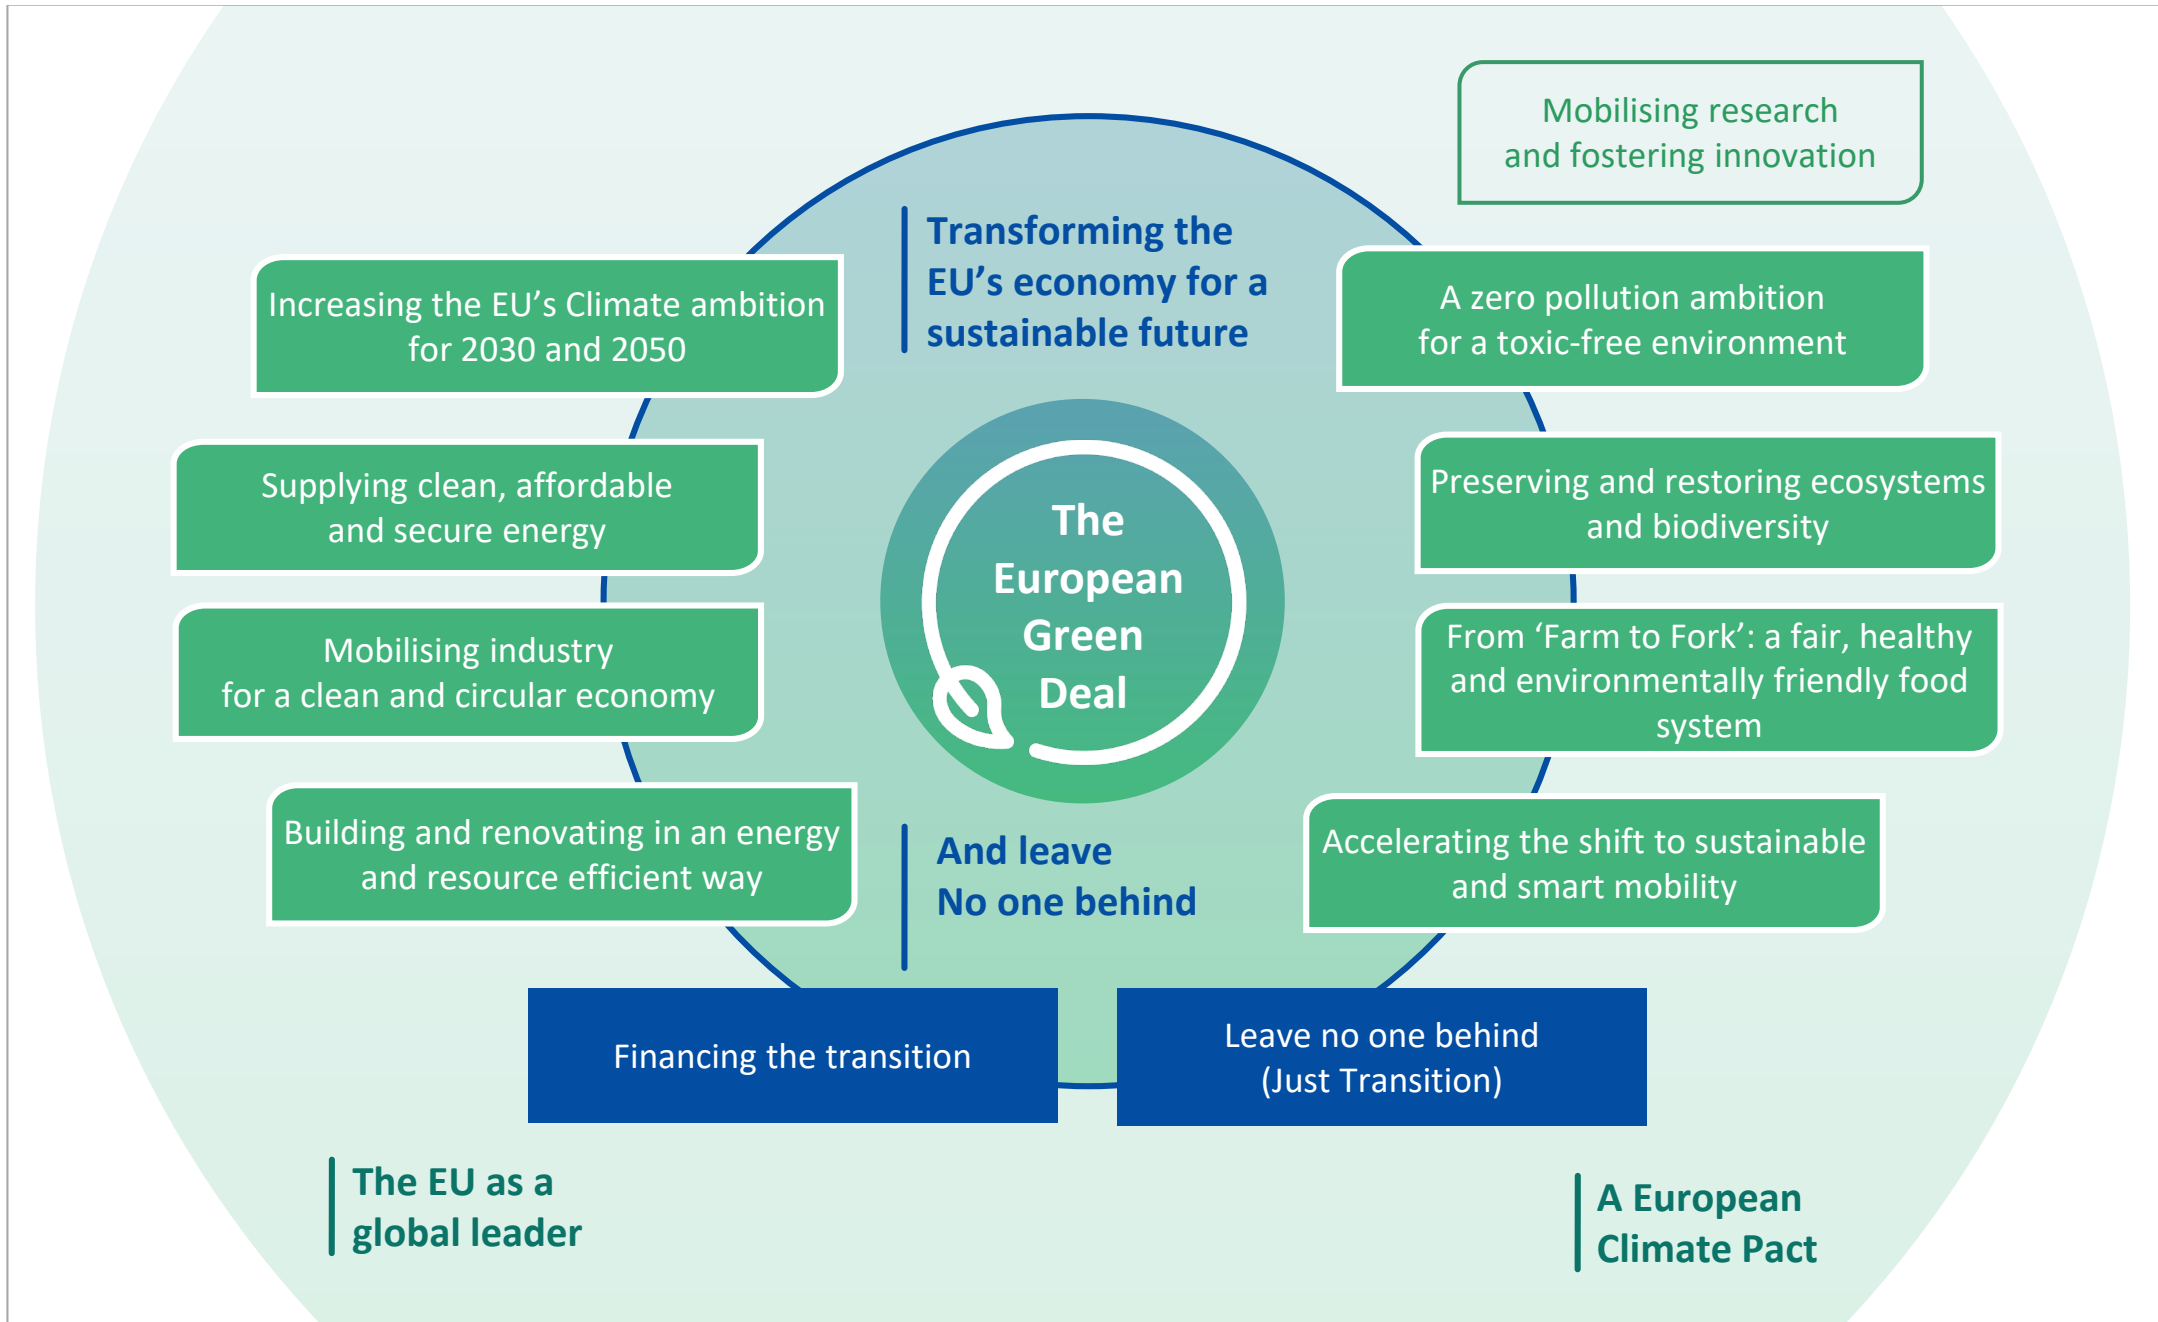 Mobilising research
and fostering innovation
Transforming the
EU’s economy for a
sustainable future
Increasing the EU’s Climate ambition
for 2030 and 2050
A zero pollution ambition
for a toxic-free environment
Supplying clean, affordable
and secure energy
Preserving and restoring ecosystems
and biodiversity
The
European
Green
Deal
Mobilising industry
for a clean and circular economy
From ‘Farm to Fork’: a fair, healthy
and environmentally friendly food
system
Building and renovating in an energy
and resource efficient way
And leave
No one behind
Accelerating the shift to sustainable
and smart mobility
Financing the transition
Leave no one behind
(Just Transition)
The EU as a
global leader
A European
Climate Pact